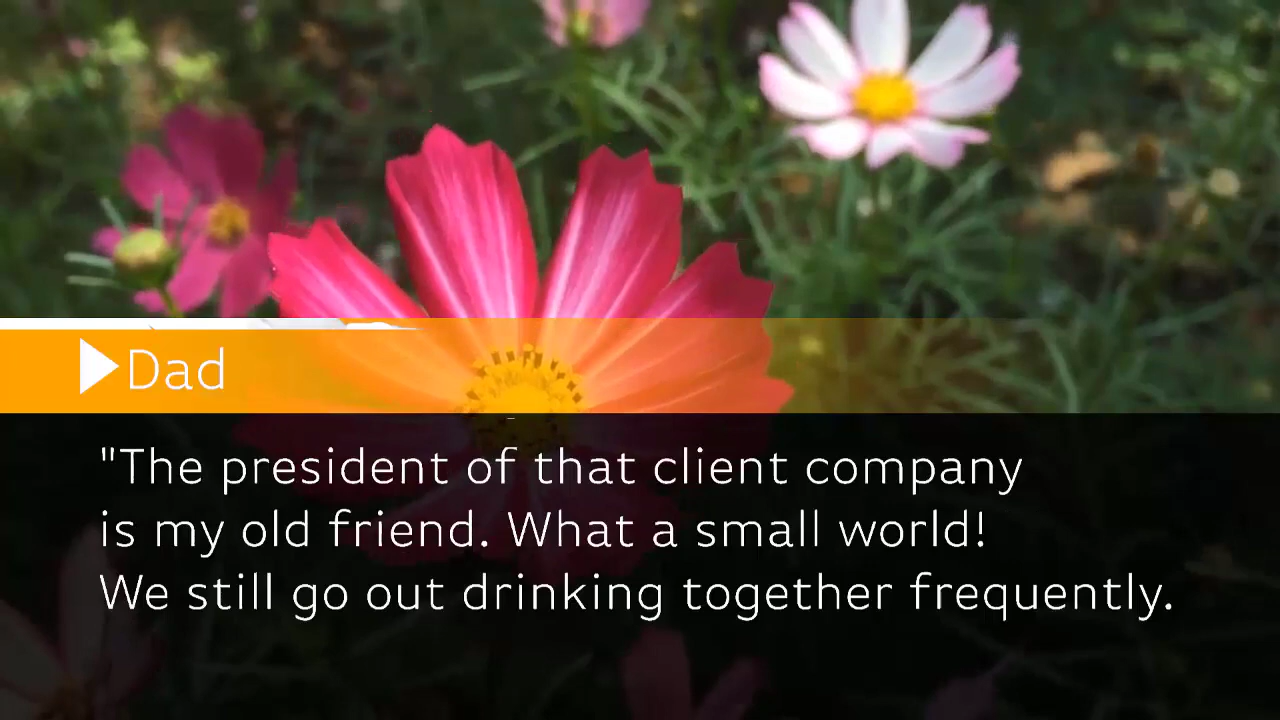 Dad
"The president of that client company
is my old friend. What a small world!
We still go out drinking together frequently.